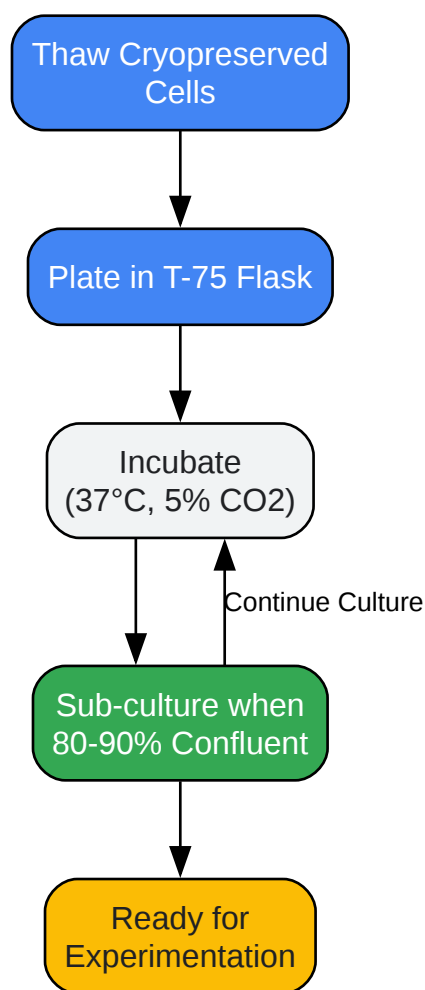 Thaw Cryopreserved
Cells
Plate in T-75 Flask
Incubate
(37°C, 5% CO2)
Continue Culture
Sub-culture when
80-90% Confluent
Ready for
Experimentation